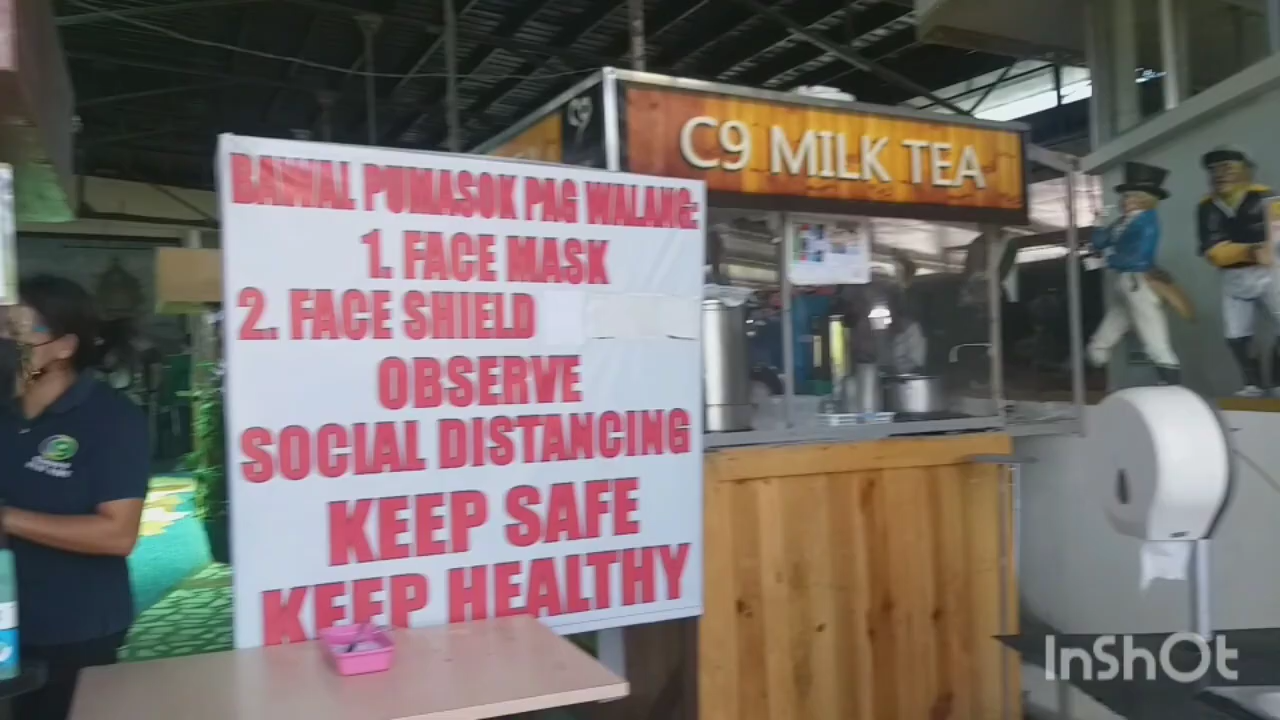 BAWAL PUMASOK PAG WALANG:
1. FACE MASK
2. FACE SHIELD
OBSERVE
SOCIAL DISTANCING
KEEP SAFE
KEEP HEALTHY
C9
C9 MILK TEA
InShOt